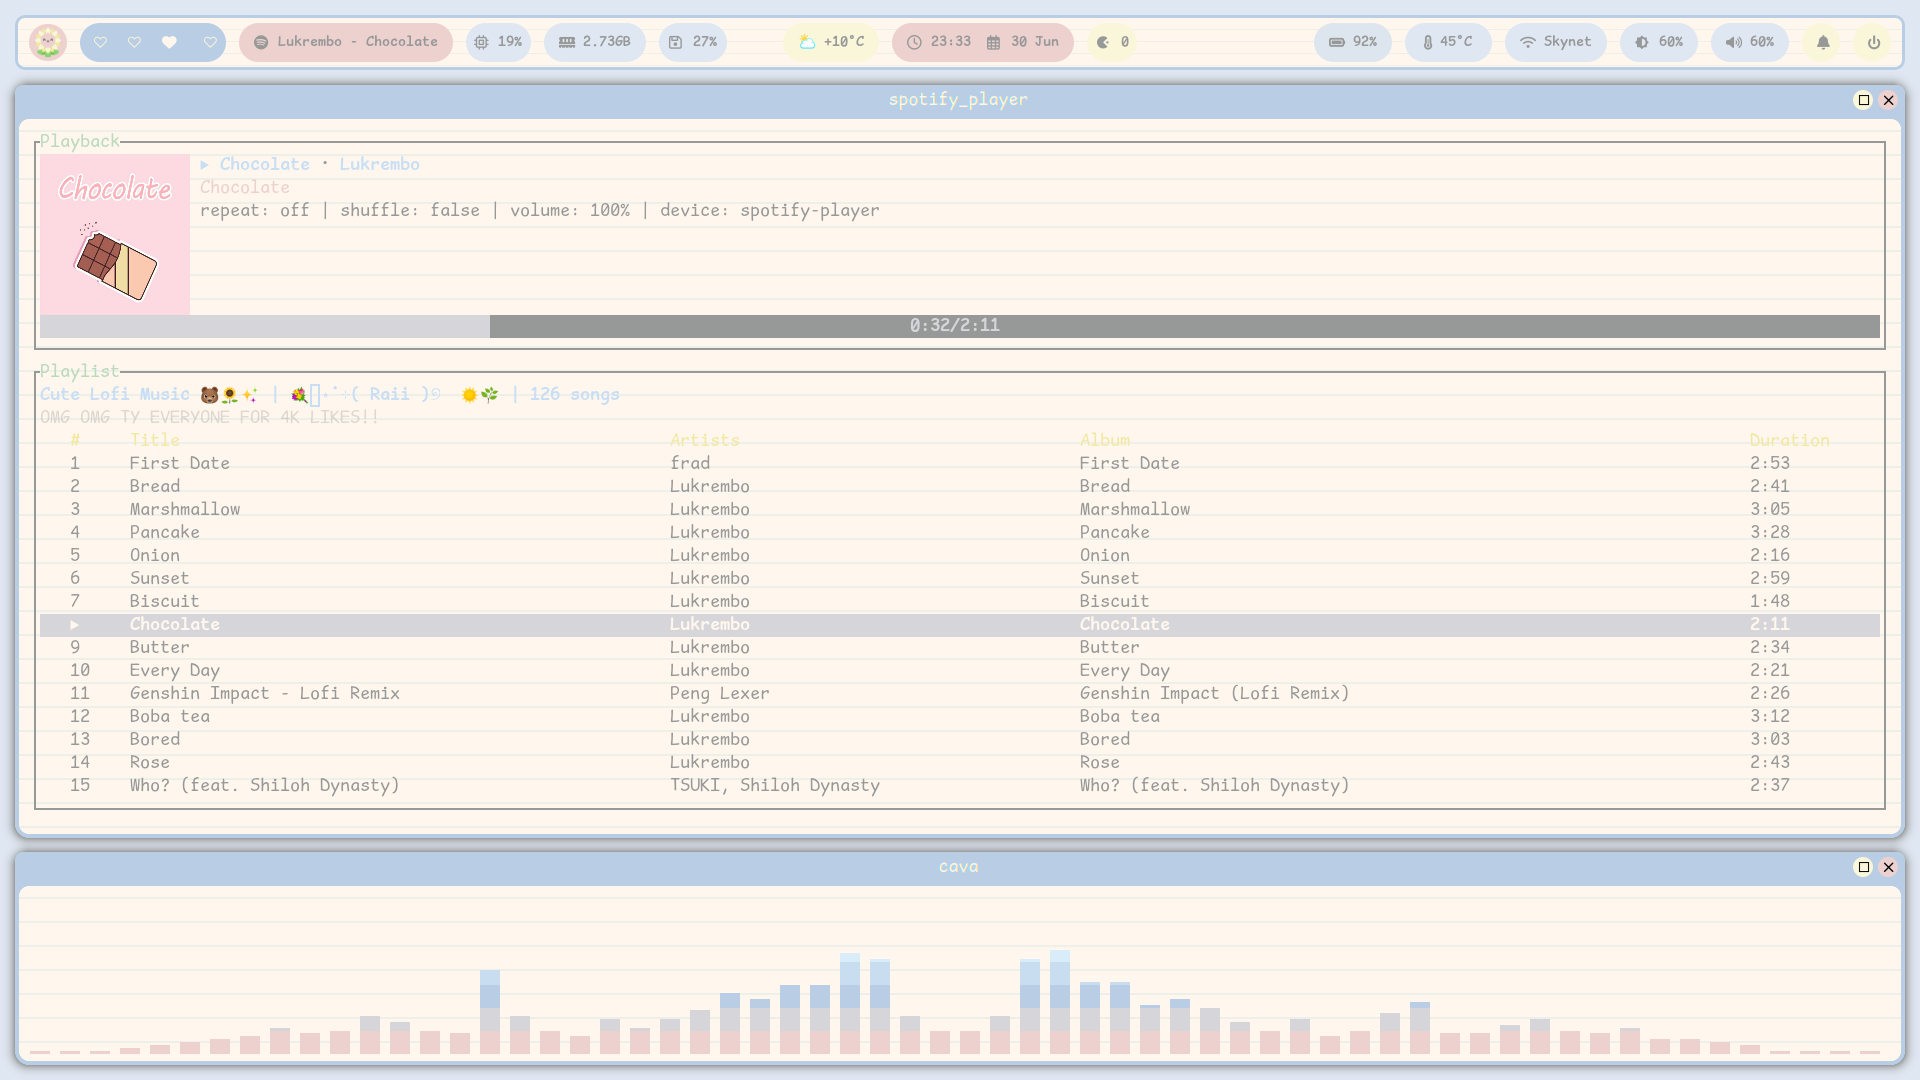 Lukrembo - Chocolate 19% 2.73GB 27% +10°C 23:33 30 Jun 0 92% 45°C Skynet 60% 60%
spotify_player
Playback
Chocolate
▶ Chocolate · Lukrembo
Chocolate
repeat: off | shuffle: false | volume: 100% | device: spotify-player
0:32/2:11
Playlist
Cute Lofi Music 🐻🌻✨ | 💐 ( Raii ) 🌞🌿 | 126 songs
OMG OMG TY EVERYONE FOR 4K LIKES!!
# Title Artists Album Duration
1 First Date frad First Date 2:53
2 Bread Lukrembo Bread 2:41
3 Marshmallow Lukrembo Marshmallow 3:05
4 Pancake Lukrembo Pancake 3:28
5 Onion Lukrembo Onion 2:16
6 Sunset Lukrembo Sunset 2:59
7 Biscuit Lukrembo Biscuit 1:48
▶ Chocolate Lukrembo Chocolate 2:11
9 Butter Lukrembo Butter 2:34
10 Every Day Lukrembo Every Day 2:21
11 Genshin Impact - Lofi Remix Peng Lexer Genshin Impact (Lofi Remix) 2:26
12 Boba tea Lukrembo Boba tea 3:12
13 Bored Lukrembo Bored 3:03
14 Rose Lukrembo Rose 2:43
15 Who? (feat. Shiloh Dynasty) TSUKI, Shiloh Dynasty Who? (feat. Shiloh Dynasty) 2:37
cava